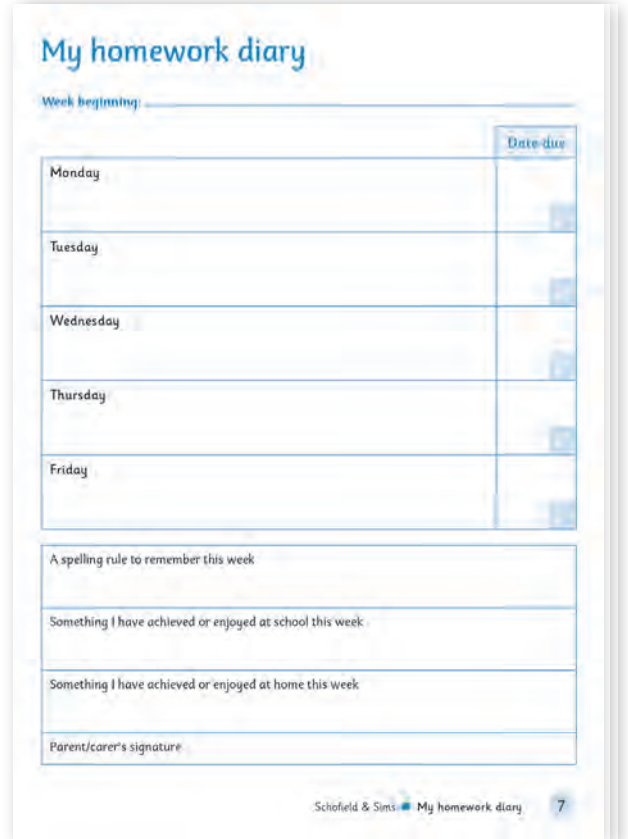 My homework diary
Week beginning:
Date due
Monday
Tuesday
Wednesday
Thursday
Friday
A spelling rule to remember this week
Something I have achieved or enjoyed at school this week
Something I have achieved or enjoyed at home this week
Parent/carer's signature
Schofield & Sims My homework diary 7